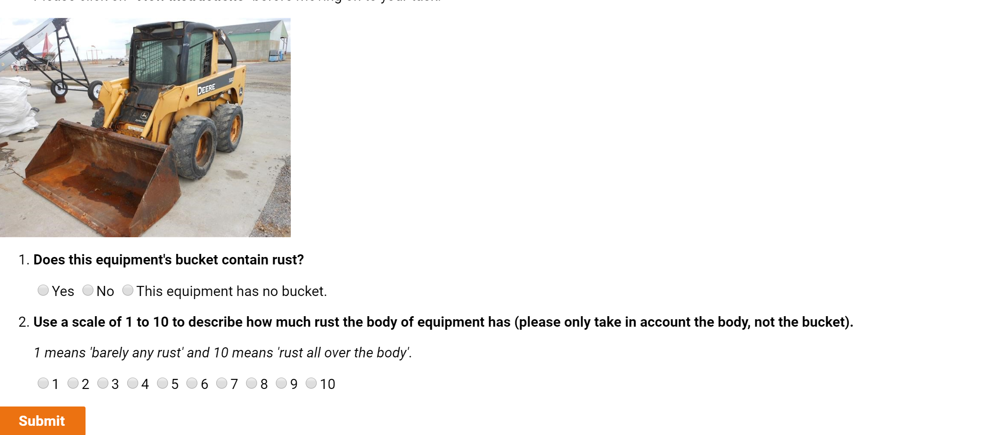 DEERE
320
JOHN DEERE
1. Does this equipment's bucket contain rust?
Yes No This equipment has no bucket.
2. Use a scale of 1 to 10 to describe how much rust the body of equipment has (please only take in account the body, not the bucket).
1 means 'barely any rust' and 10 means 'rust all over the body'.
1 2 3 4 5 6 7 8 9 10
Submit